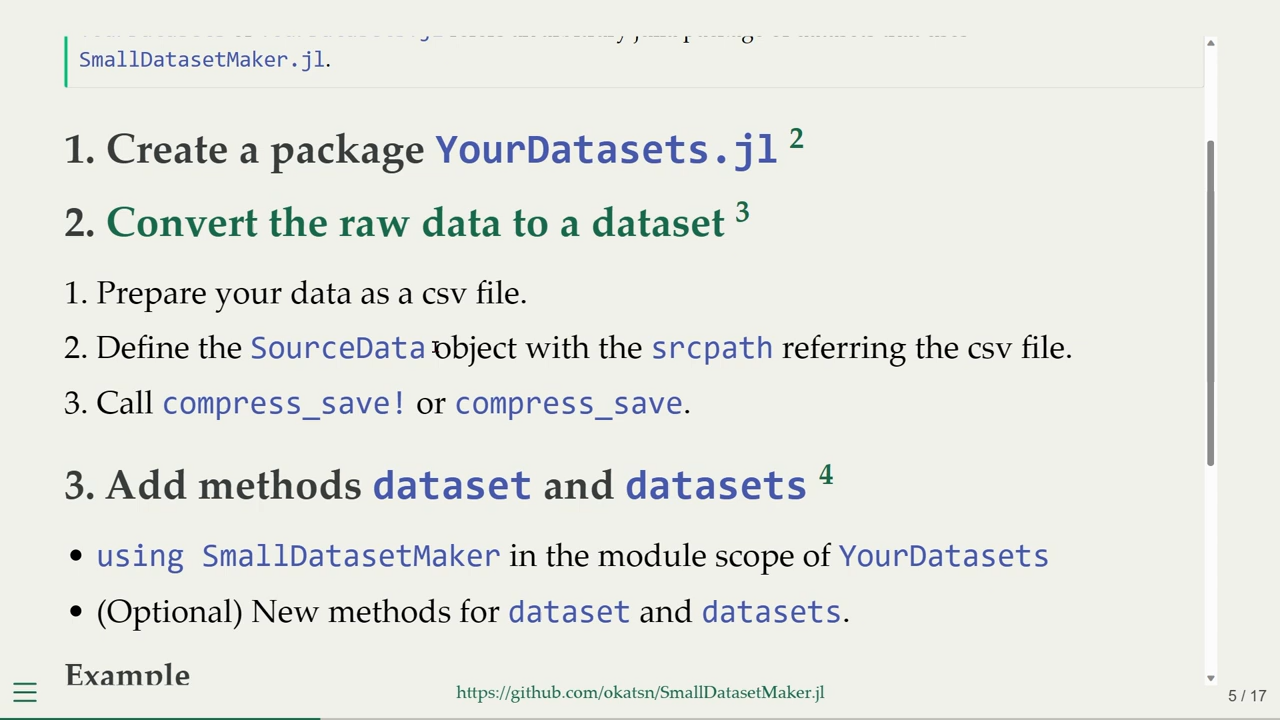 SmallDatasetMaker.jl.
1. Create a package YourDatasets.jl 2
2. Convert the raw data to a dataset 3
1. Prepare your data as a csv file.
2. Define the SourceData object with the srcpath referring the csv file.
3. Call compress_save! or compress_save.
3. Add methods dataset and datasets 4
• using SmallDatasetMaker in the module scope of YourDatasets
• (Optional) New methods for dataset and datasets.
Example
https://github.com/okatsn/SmallDatasetMaker.jl
5 / 17